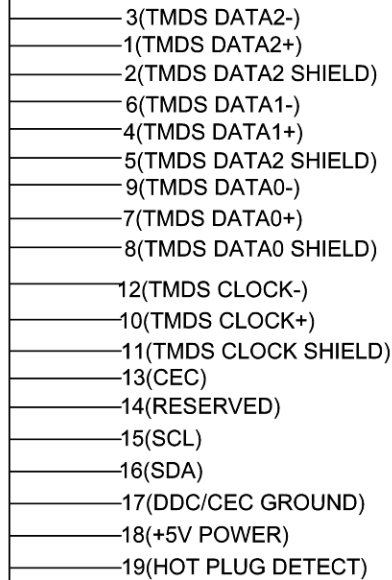 3(TMDS DATA2-)
1(TMDS DATA2+)
2(TMDS DATA2 SHIELD)
6(TMDS DATA1-)
4(TMDS DATA1+)
5(TMDS DATA2 SHIELD)
9(TMDS DATA0-)
7(TMDS DATA0+)
8(TMDS DATA0 SHIELD)
12(TMDS CLOCK-)
10(TMDS CLOCK+)
11(TMDS CLOCK SHIELD)
13(CEC)
14(RESERVED)
15(SCL)
16(SDA)
17(DDC/CEC GROUND)
18(+5V POWER)
19(HOT PLUG DETECT)